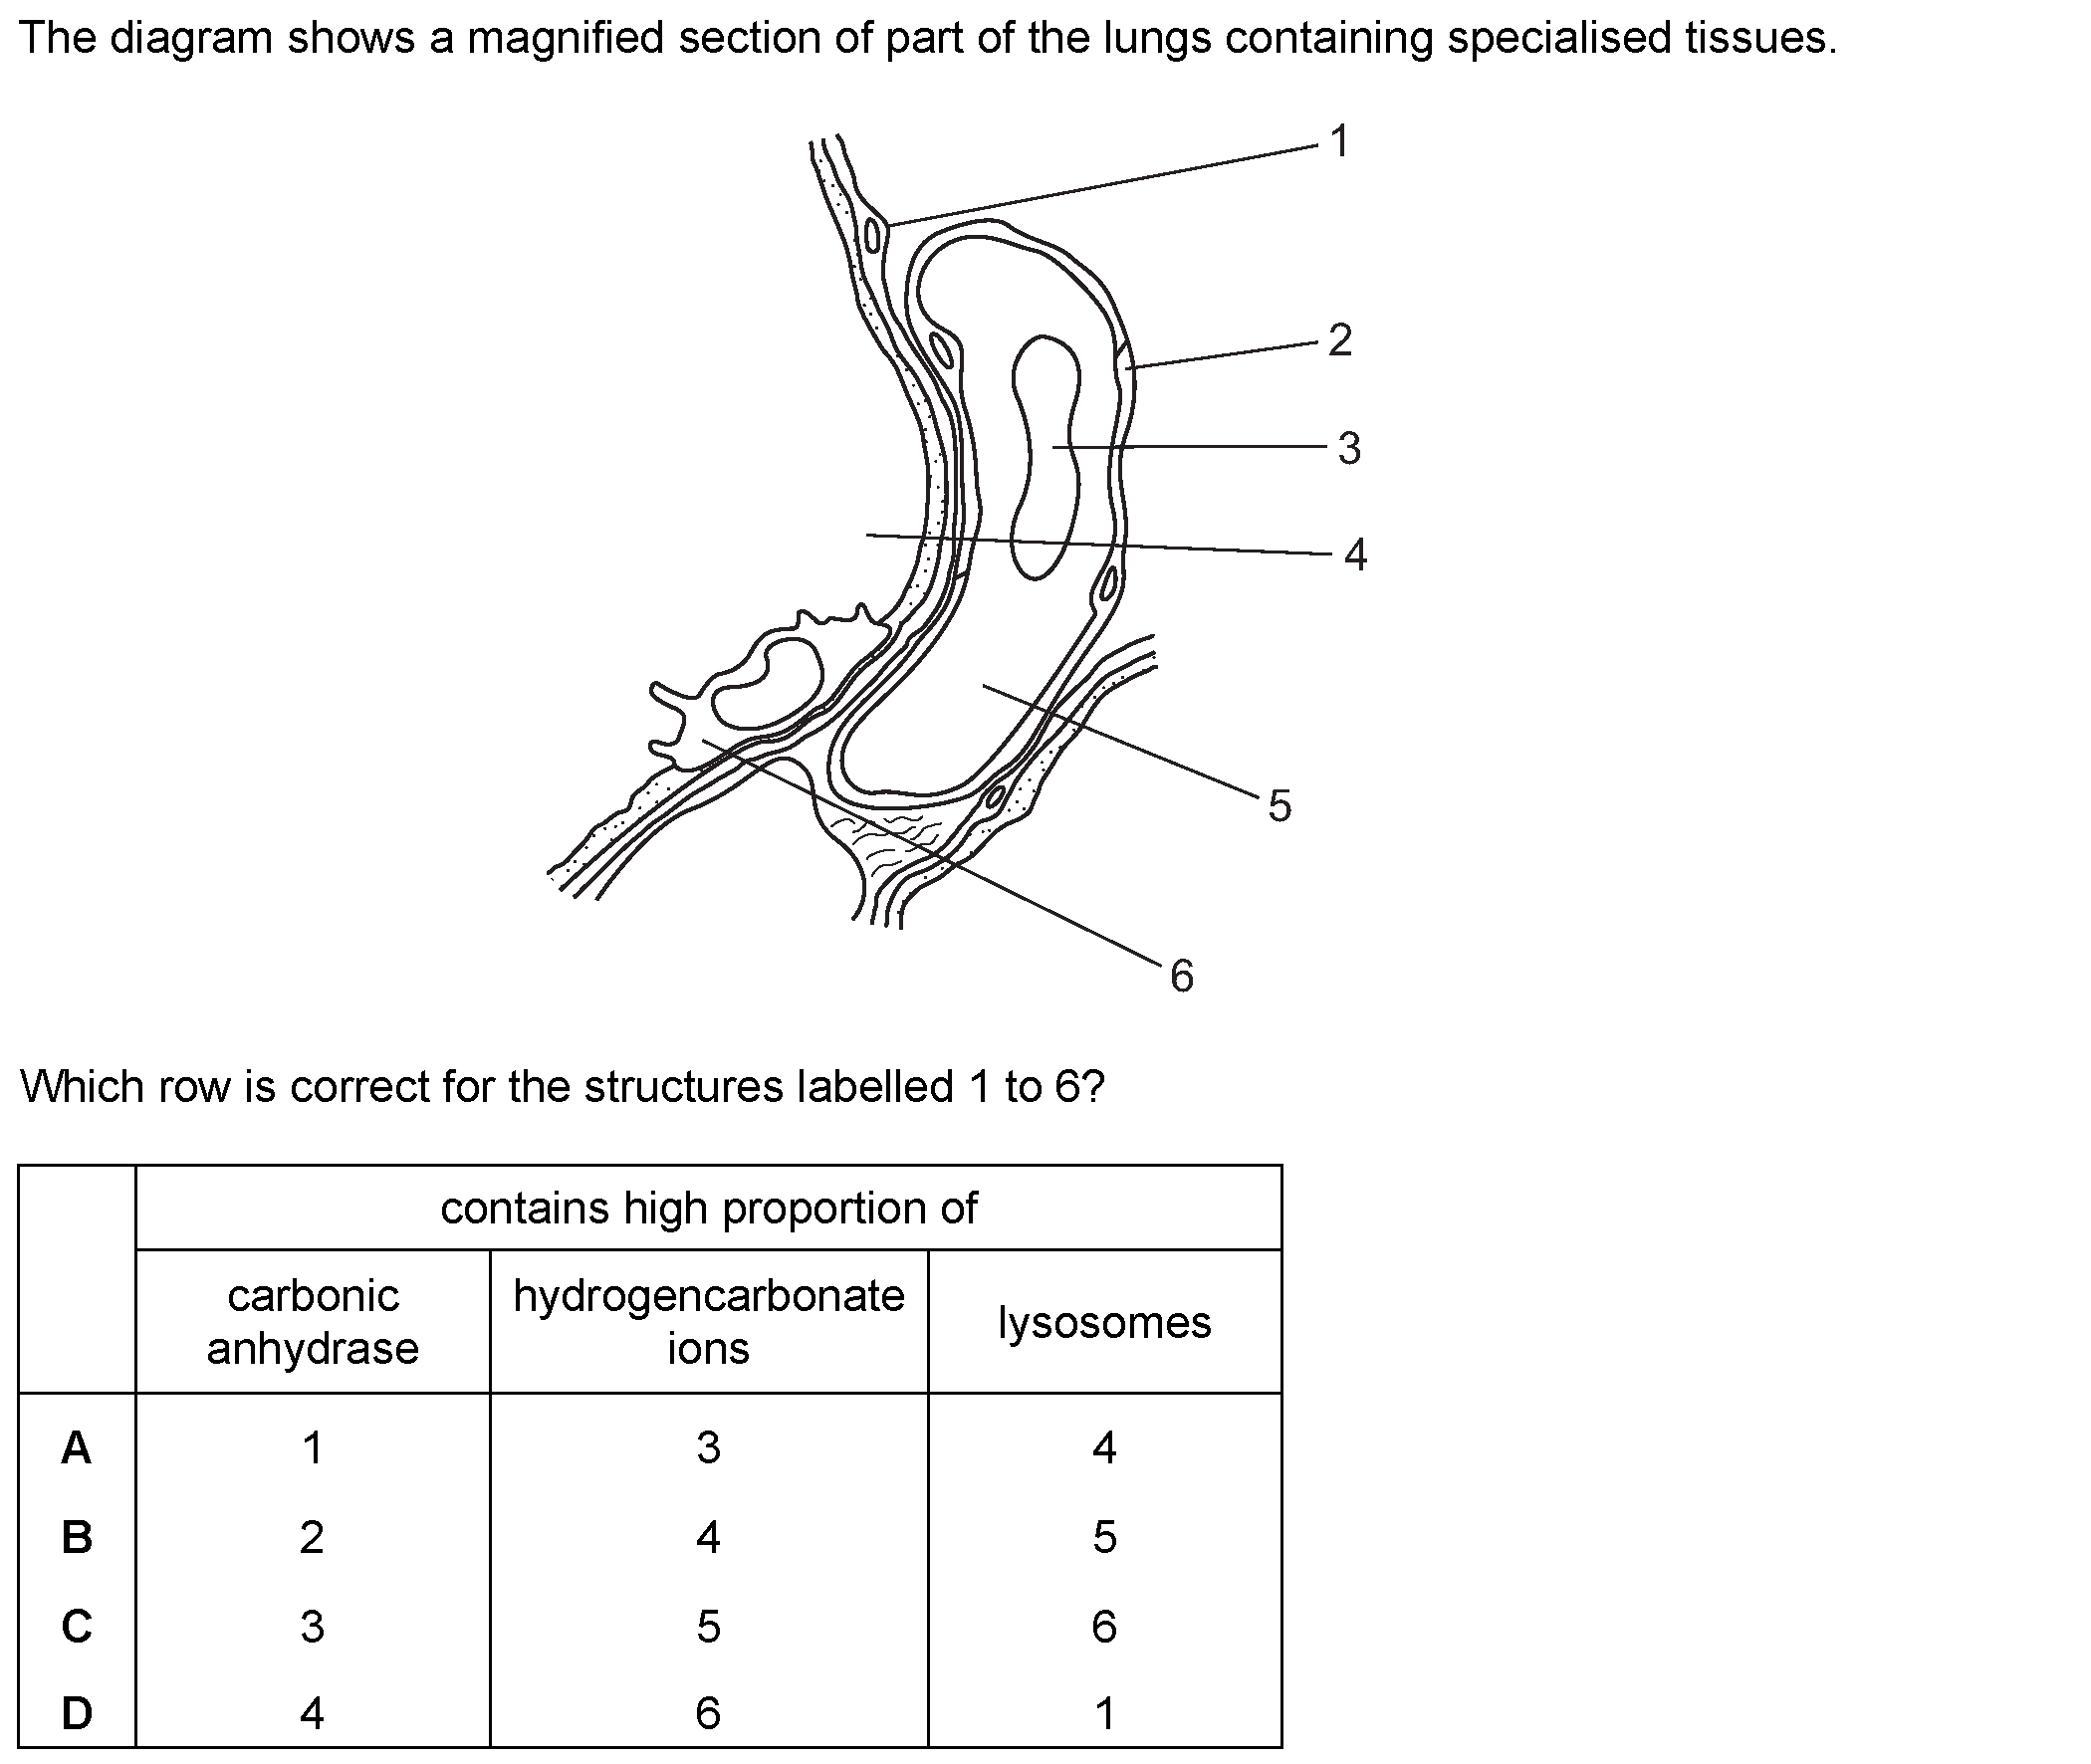 The diagram shows a magnified section of part of the lungs containing specialised tissues.
1
2
3
4
5
6
Which row is correct for the structures labelled 1 to 6?
contains high proportion of
carbonic anhydrase hydrogencarbonate ions lysosomes
A 1 3 4
B 2 4 5
C 3 5 6
D 4 6 1